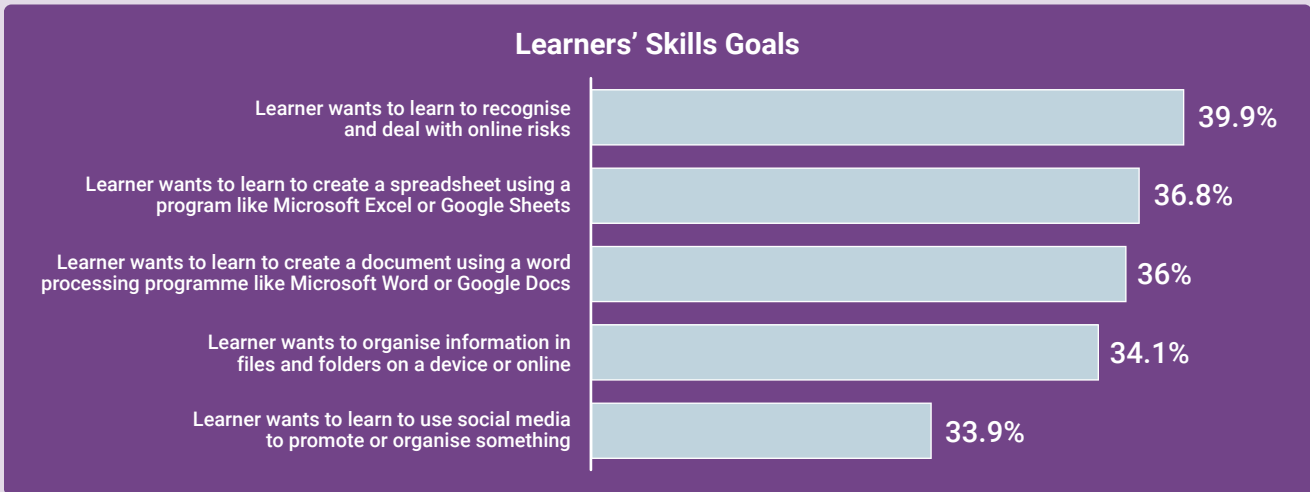 Learners’ Skills Goals
Learner wants to learn to recognise
and deal with online risks
39.9%
Learner wants to learn to create a spreadsheet using a
program like Microsoft Excel or Google Sheets
36.8%
Learner wants to learn to create a document using a word
processing programme like Microsoft Word or Google Docs
36%
Learner wants to organise information in
files and folders on a device or online
34.1%
Learner wants to learn to use social media
to promote or organise something
33.9%